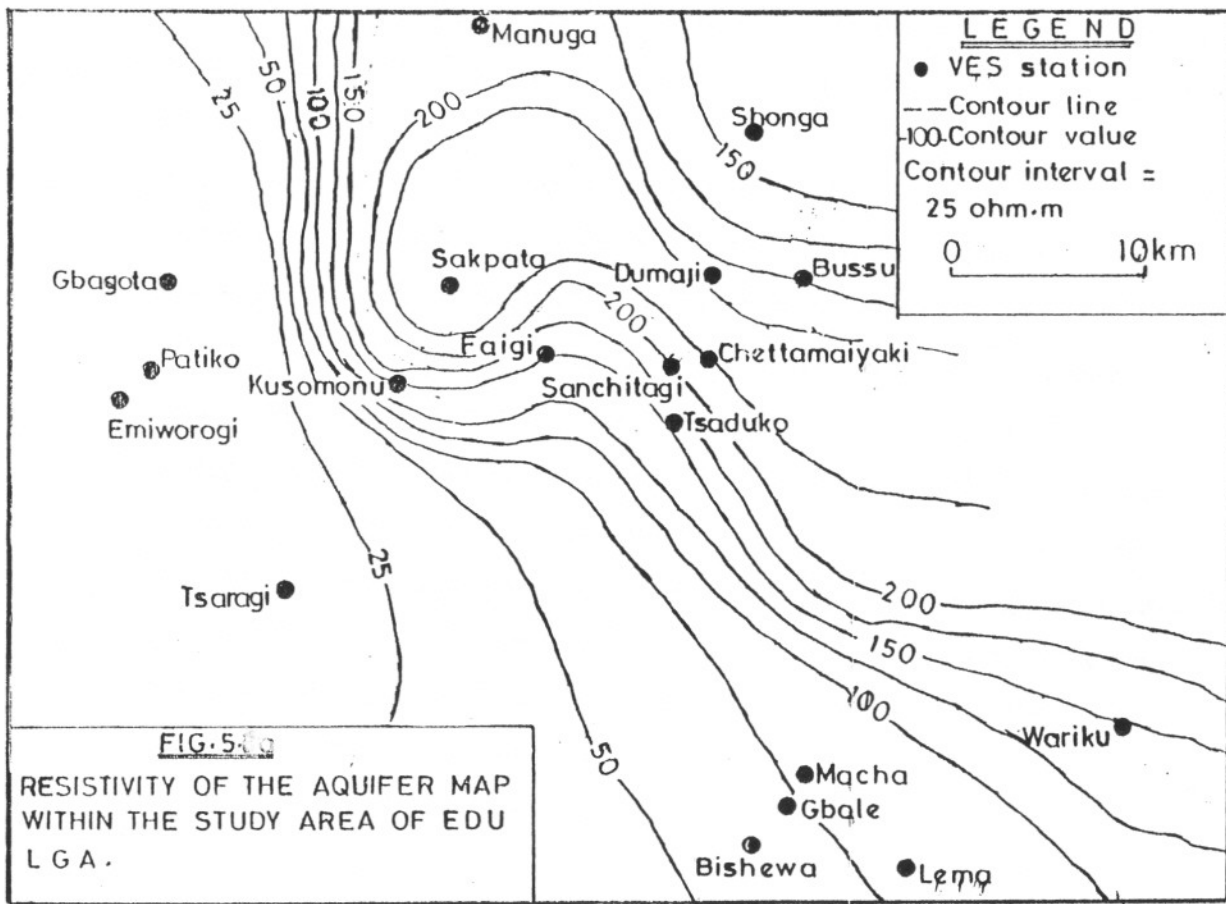 Manuga
LEGEND
VES station
Contour line
-100-Contour value
Contour interval =
25 ohm.m
0 10km
25
50
100
150
200
Shonga
150
Gbagota
Sakpata
Dumaji
Bussu
Patiko
Emiworogi
Kusomonu
Faigi
200
Chettamaiyaki
Sanchitagi
Tsaduko
25
Tsaragi
200
150
100
50
Wariku
Macha
Gbale
Bishewa
Lema
RESISTIVITY OF THE AQUIFER MAP
WITHIN THE STUDY AREA OF EDU
LGA.